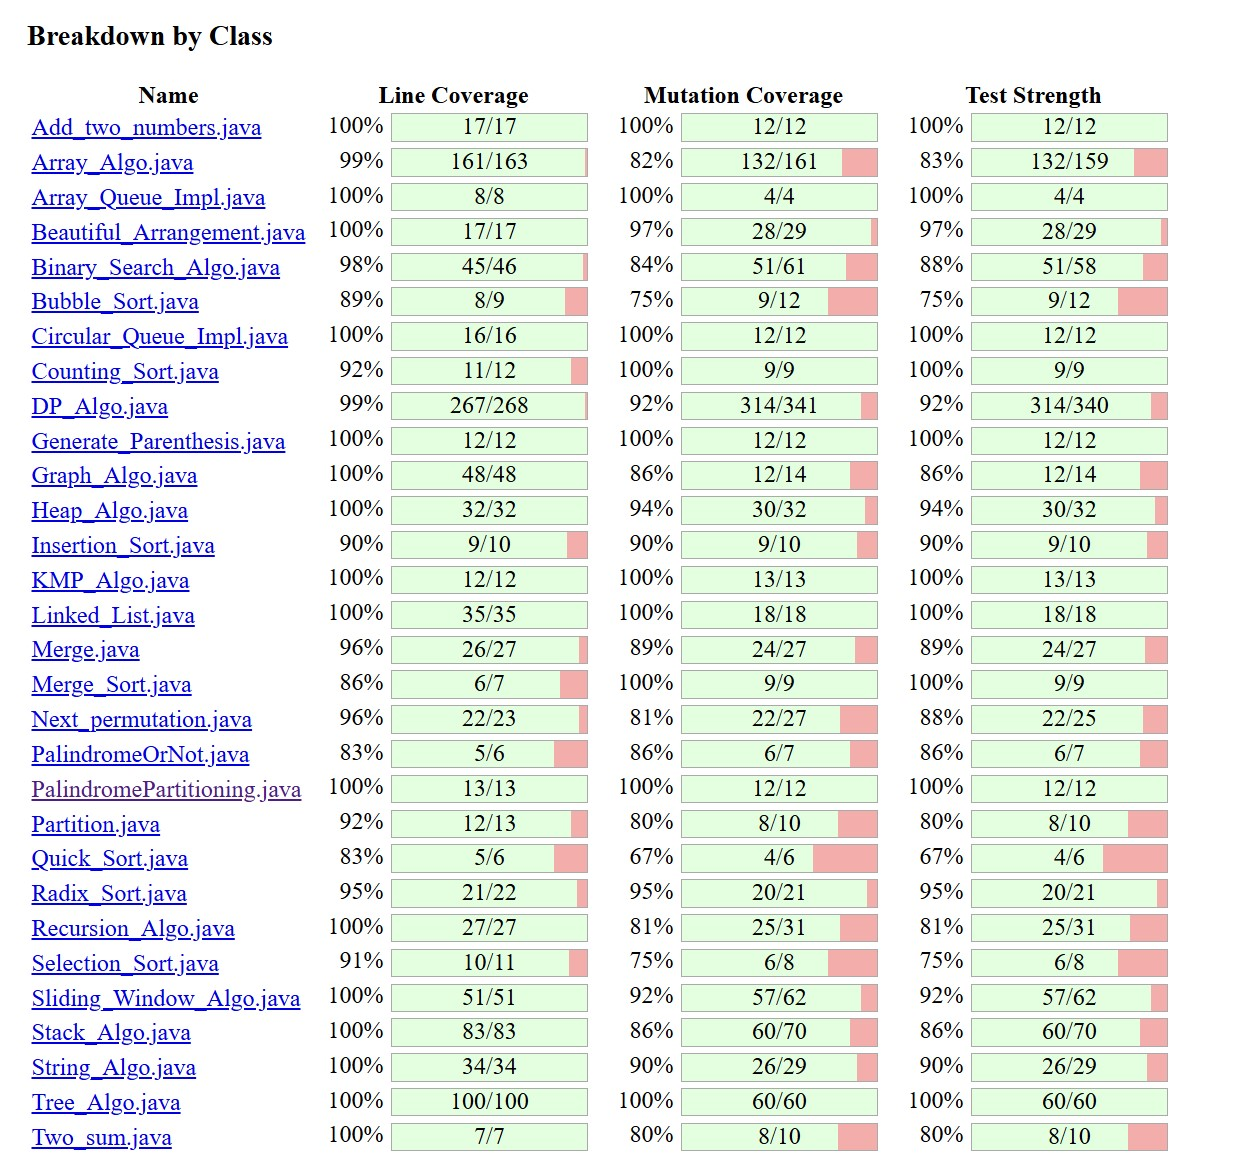 Breakdown by Class
Name Line Coverage Mutation Coverage Test Strength
Add_two_numbers.java 100% 17/17 100% 12/12 100% 12/12
Array_Algo.java 99% 161/163 82% 132/161 83% 132/159
Array_Queue_Impl.java 100% 8/8 100% 4/4 100% 4/4
Beautiful_Arrangement.java 100% 17/17 97% 28/29 97% 28/29
Binary_Search_Algo.java 98% 45/46 84% 51/61 88% 51/58
Bubble_Sort.java 89% 8/9 75% 9/12 75% 9/12
Circular_Queue_Impl.java 100% 16/16 100% 12/12 100% 12/12
Counting_Sort.java 92% 11/12 100% 9/9 100% 9/9
DP_Algo.java 99% 267/268 92% 314/341 92% 314/340
Generate_Parenthesis.java 100% 12/12 100% 12/12 100% 12/12
Graph_Algo.java 100% 48/48 86% 12/14 86% 12/14
Heap_Algo.java 100% 32/32 94% 30/32 94% 30/32
Insertion_Sort.java 90% 9/10 90% 9/10 90% 9/10
KMP_Algo.java 100% 12/12 100% 13/13 100% 13/13
Linked_List.java 100% 35/35 100% 18/18 100% 18/18
Merge.java 96% 26/27 89% 24/27 89% 24/27
Merge_Sort.java 86% 6/7 100% 9/9 100% 9/9
Next_permutation.java 96% 22/23 81% 22/27 88% 22/25
PalindromeOrNot.java 83% 5/6 86% 6/7 86% 6/7
PalindromePartitioning.java 100% 13/13 100% 12/12 100% 12/12
Partition.java 92% 12/13 80% 8/10 80% 8/10
Quick_Sort.java 83% 5/6 67% 4/6 67% 4/6
Radix_Sort.java 95% 21/22 95% 20/21 95% 20/21
Recursion_Algo.java 100% 27/27 81% 25/31 81% 25/31
Selection_Sort.java 91% 10/11 75% 6/8 75% 6/8
Sliding_Window_Algo.java 100% 51/51 92% 57/62 92% 57/62
Stack_Algo.java 100% 83/83 86% 60/70 86% 60/70
String_Algo.java 100% 34/34 90% 26/29 90% 26/29
Tree_Algo.java 100% 100/100 100% 60/60 100% 60/60
Two_sum.java 100% 7/7 80% 8/10 80% 8/10